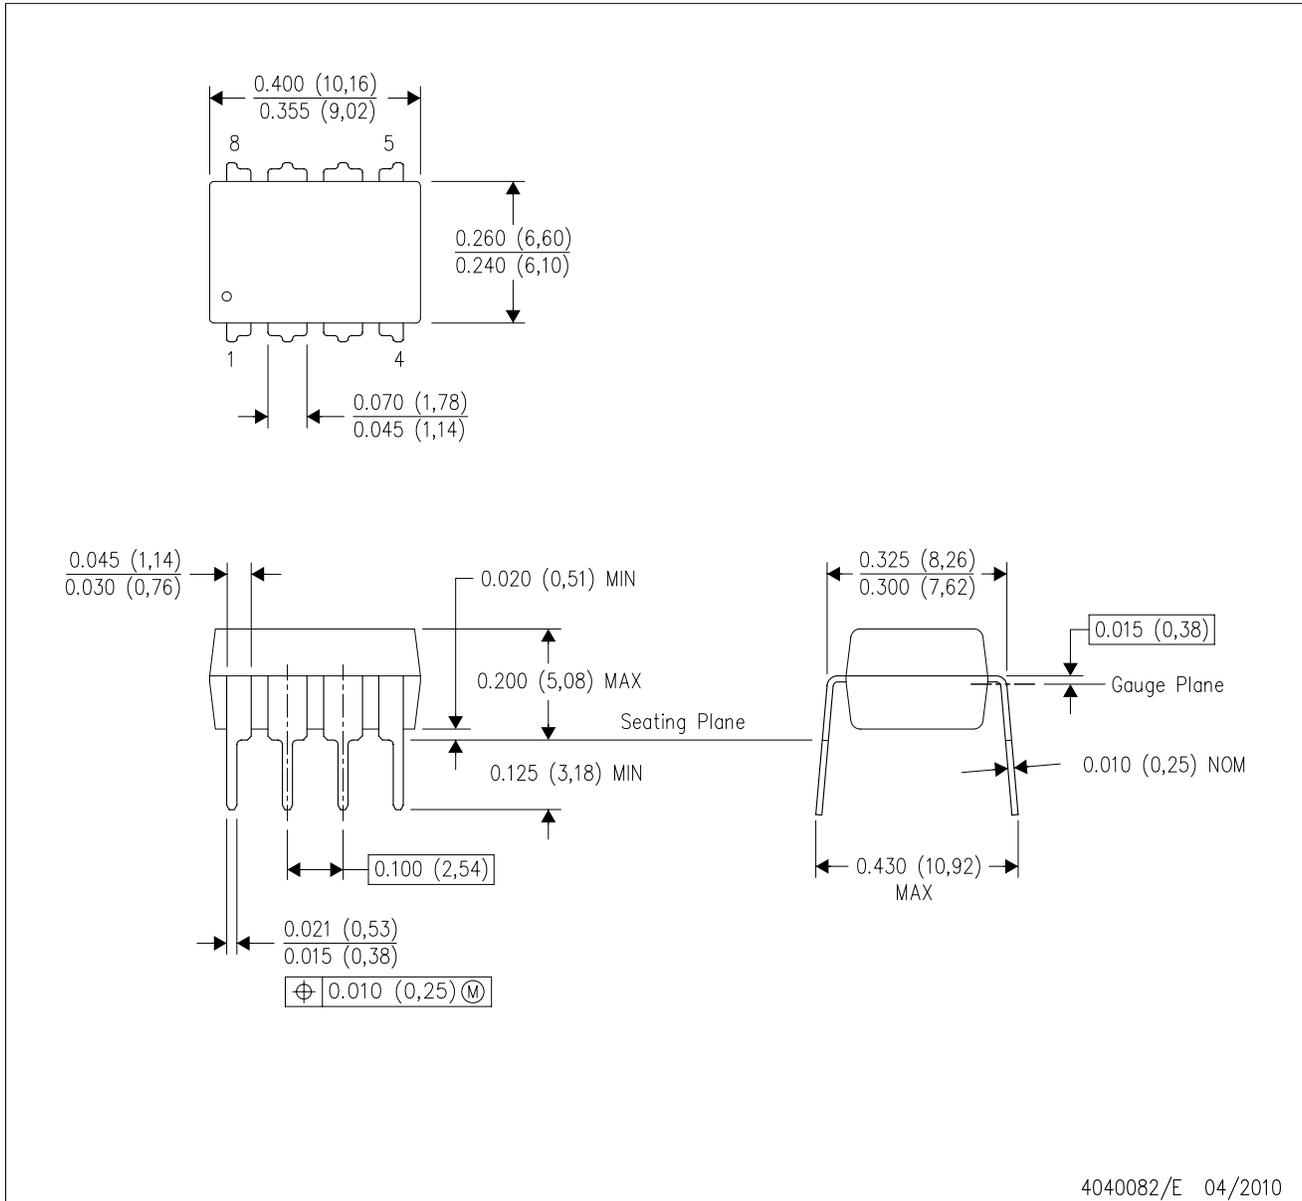 0.400 (10,16)
0.355 (9,02)
8
5
0.260 (6,60)
0.240 (6,10)
1
4
0.070 (1,78)
0.045 (1,14)
0.045 (1,14)
0.030 (0,76)
0.020 (0,51) MIN
0.325 (8,26)
0.300 (7,62)
0.015 (0,38)
0.200 (5,08) MAX
Gauge Plane
Seating Plane
0.125 (3,18) MIN
0.010 (0,25) NOM
0.100 (2,54)
0.430 (10,92)
MAX
0.021 (0,53)
0.015 (0,38)
⌖ 0.010 (0,25) Ⓜ
4040082/E 04/2010